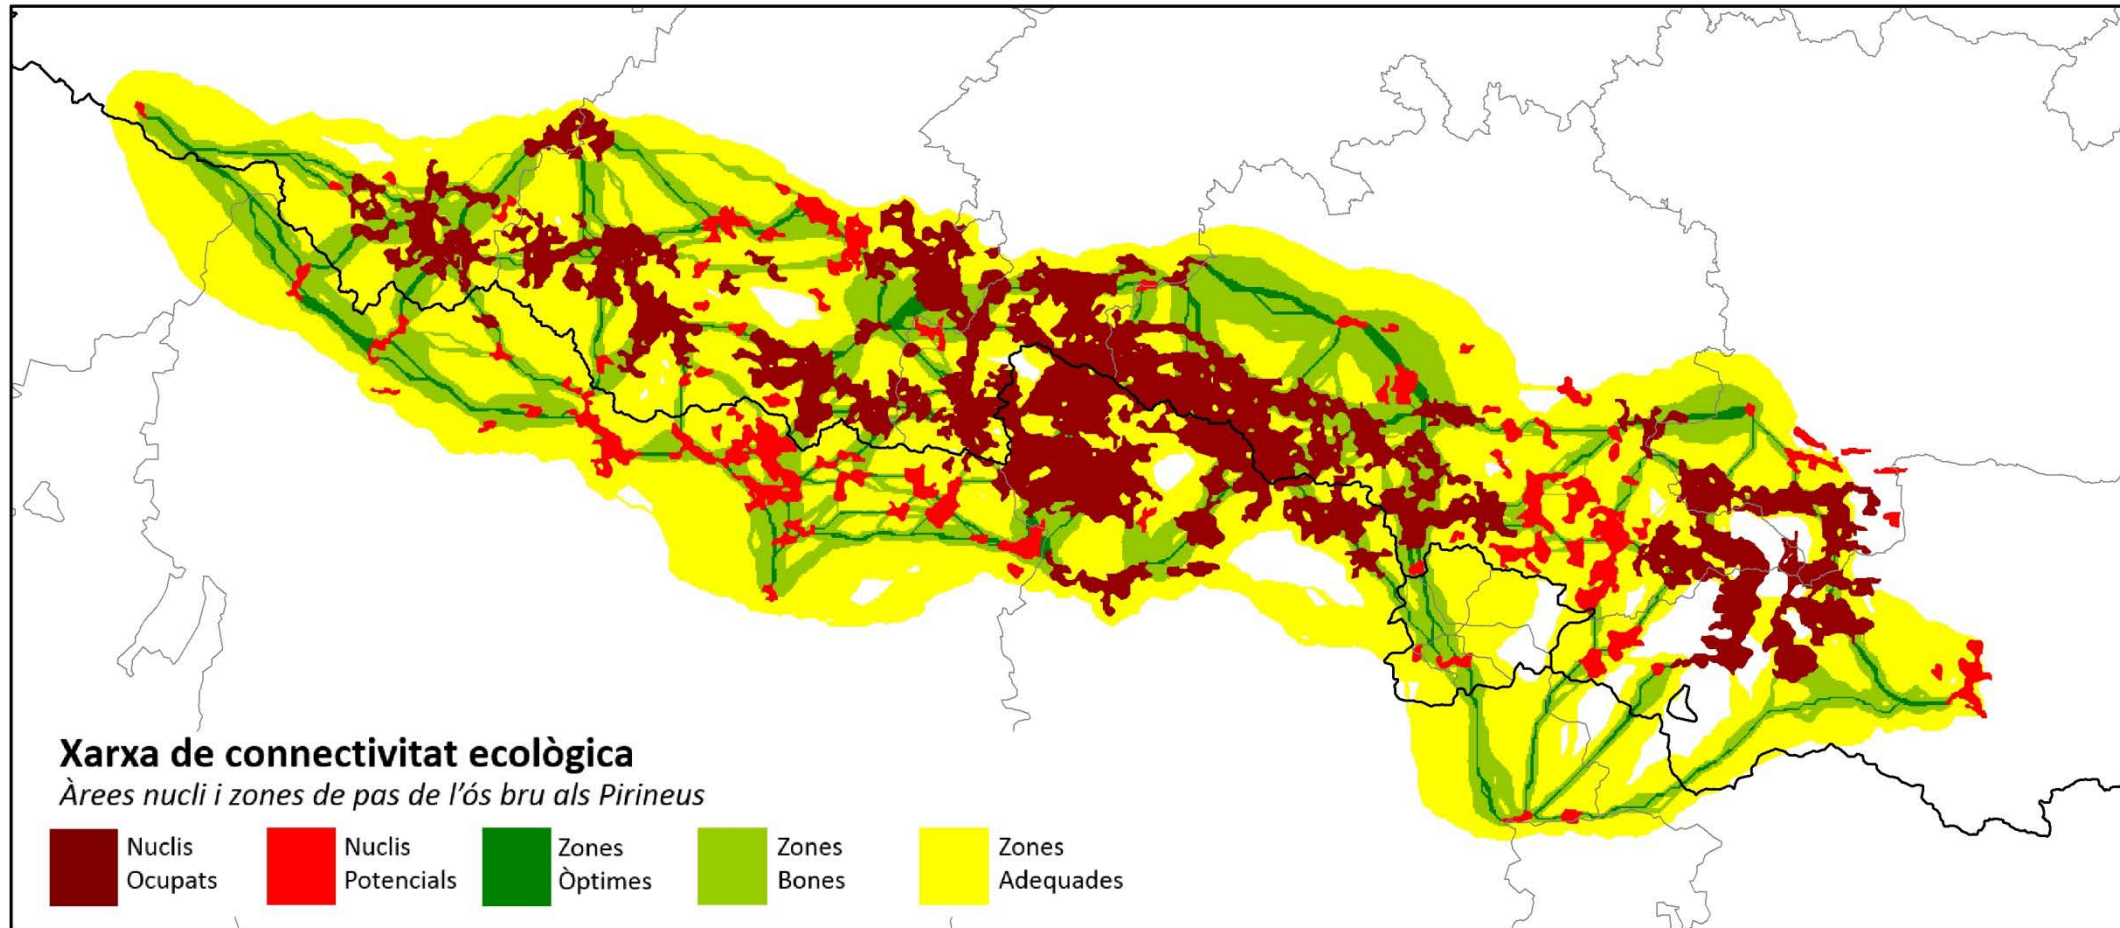 Xarxa de connectivitat ecològica
Àrees nucli i zones de pas de l'ós bru als Pirineus
Nuclis
Ocupats
Nuclis
Potencials
Zones
Òptimes
Zones
Bones
Zones
Adequades